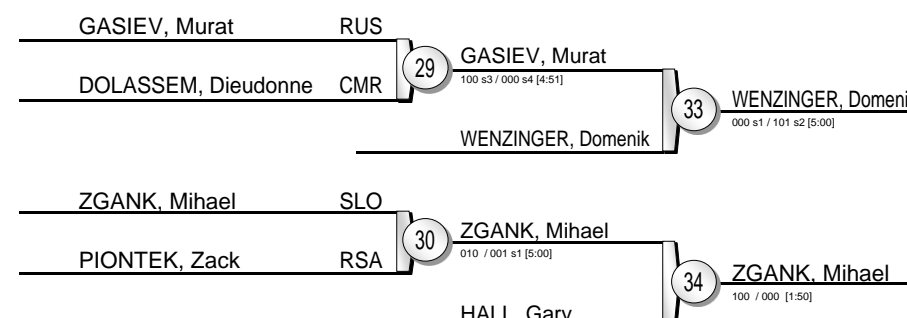 GASIEV, Murat RUS
29
GASIEV, Murat
100 s3 / 000 s4 [4:51]
DOLASSEM, Dieudonne CMR
33
WENZINGER, Domeni
000 s1 / 101 s2 [5:00]
WENZINGER, Domenik
ZGANK, Mihael SLO
30
ZGANK, Mihael
010 / 001 s1 [5:00]
PIONTEK, Zack RSA
34
ZGANK, Mihael
100 / 000 [1:50]
HALL, Gary